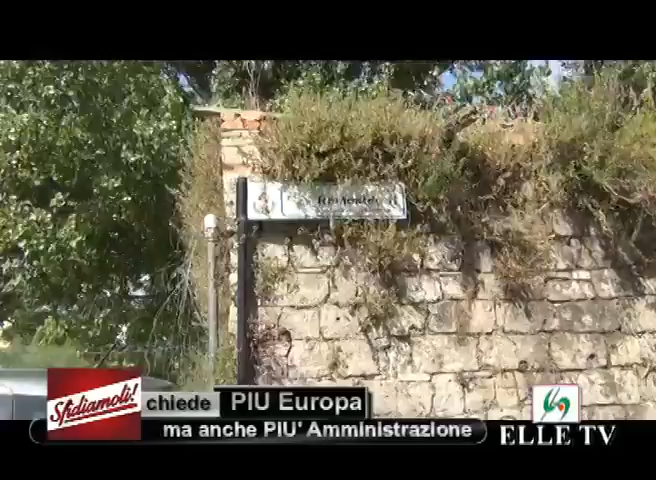 Sfidiamoli!
chiede PIU Europa
ma anche PIU' Amministrazione
ELLE TV